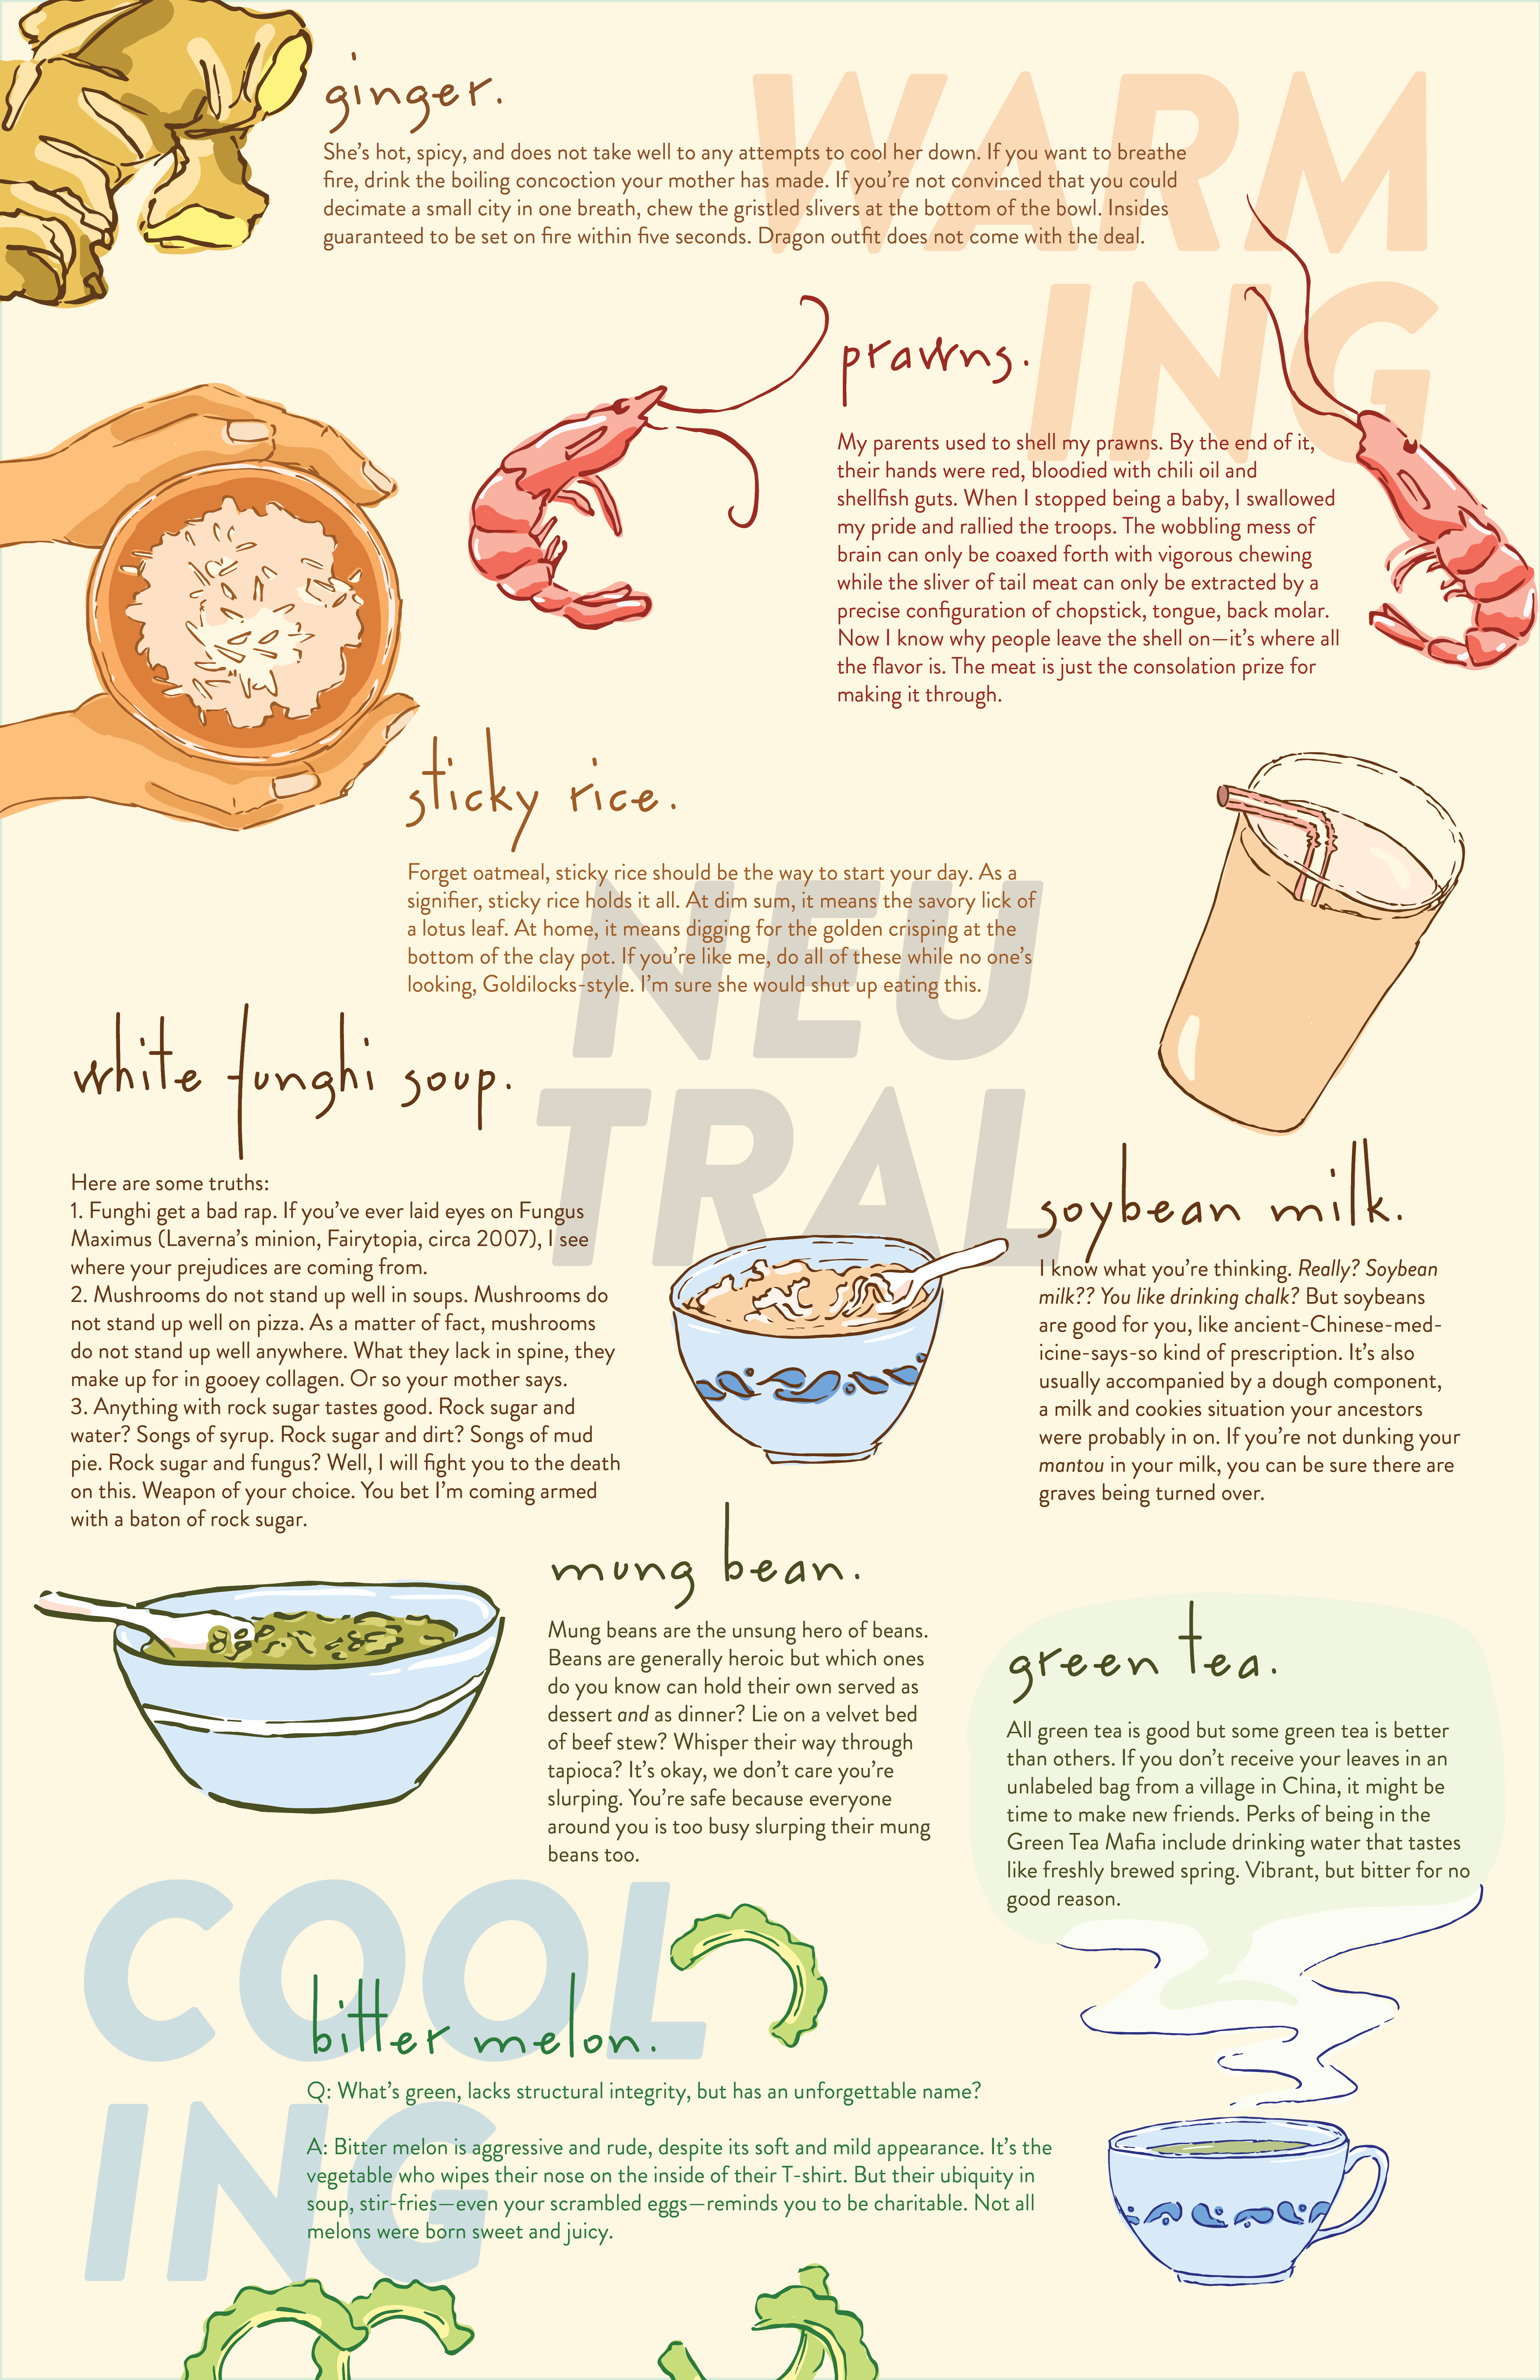 WARM
ING
ginger.
She's hot, spicy, and does not take well to any attempts to cool her down. If you want to breathe
fire, drink the boiling concoction your mother has made. If you're not convinced that you could
decimate a small city in one breath, chew the gristled slivers at the bottom of the bowl. Insides
guaranteed to be set on fire within five seconds. Dragon outfit does not come with the deal.
prawns.
My parents used to shell my prawns. By the end of it,
their hands were red, bloodied with chili oil and
shellfish guts. When I stopped being a baby, I swallowed
my pride and rallied the troops. The wobbling mess of
brain can only be coaxed forth with vigorous chewing
while the sliver of tail meat can only be extracted by a
precise configuration of chopstick, tongue, back molar.
Now I know why people leave the shell on—it's where all
the flavor is. The meat is just the consolation prize for
making it through.
sticky rice.
Forget oatmeal, sticky rice should be the way to start your day. As a
signifier, sticky rice holds it all. At dim sum, it means the savory lick of
a lotus leaf. At home, it means digging for the golden crisping at the
bottom of the clay pot. If you're like me, do all of these while no one's
looking, Goldilocks-style. I'm sure she would shut up eating this.
NEU
TRAL
white funghi soup.
Here are some truths:
1. Funghi get a bad rap. If you've ever laid eyes on Fungus
Maximus (Laverna's minion, Fairytopia, circa 2007), I see
where your prejudices are coming from.
2. Mushrooms do not stand up well in soups. Mushrooms do
not stand up well on pizza. As a matter of fact, mushrooms
do not stand up well anywhere. What they lack in spine, they
make up for in gooey collagen. Or so your mother says.
3. Anything with rock sugar tastes good. Rock sugar and
water? Songs of syrup. Rock sugar and dirt? Songs of mud
pie. Rock sugar and fungus? Well, I will fight you to the death
on this. Weapon of your choice. You bet I'm coming armed
with a baton of rock sugar.
soybean milk.
I know what you're thinking. Really? Soybean
milk?? You like drinking chalk? But soybeans
are good for you, like ancient-Chinese-med-
icine-says-so kind of prescription. It's also
usually accompanied by a dough component,
a milk and cookies situation your ancestors
were probably in on. If you're not dunking your
mantou in your milk, you can be sure there are
graves being turned over.
mung bean.
Mung beans are the unsung hero of beans.
Beans are generally heroic but which ones
do you know can hold their own served as
dessert and as dinner? Lie on a velvet bed
of beef stew? Whisper their way through
tapioca? It's okay, we don't care you're
slurping. You're safe because everyone
around you is too busy slurping their mung
beans too.
green tea.
All green tea is good but some green tea is better
than others. If you don't receive your leaves in an
unlabeled bag from a village in China, it might be
time to make new friends. Perks of being in the
Green Tea Mafia include drinking water that tastes
like freshly brewed spring. Vibrant, but bitter for no
good reason.
COOL
ING
bitter melon.
Q: What's green, lacks structural integrity, but has an unforgettable name?
A: Bitter melon is aggressive and rude, despite its soft and mild appearance. It's the
vegetable who wipes their nose on the inside of their T-shirt. But their ubiquity in
soup, stir-fries—even your scrambled eggs—reminds you to be charitable. Not all
melons were born sweet and juicy.